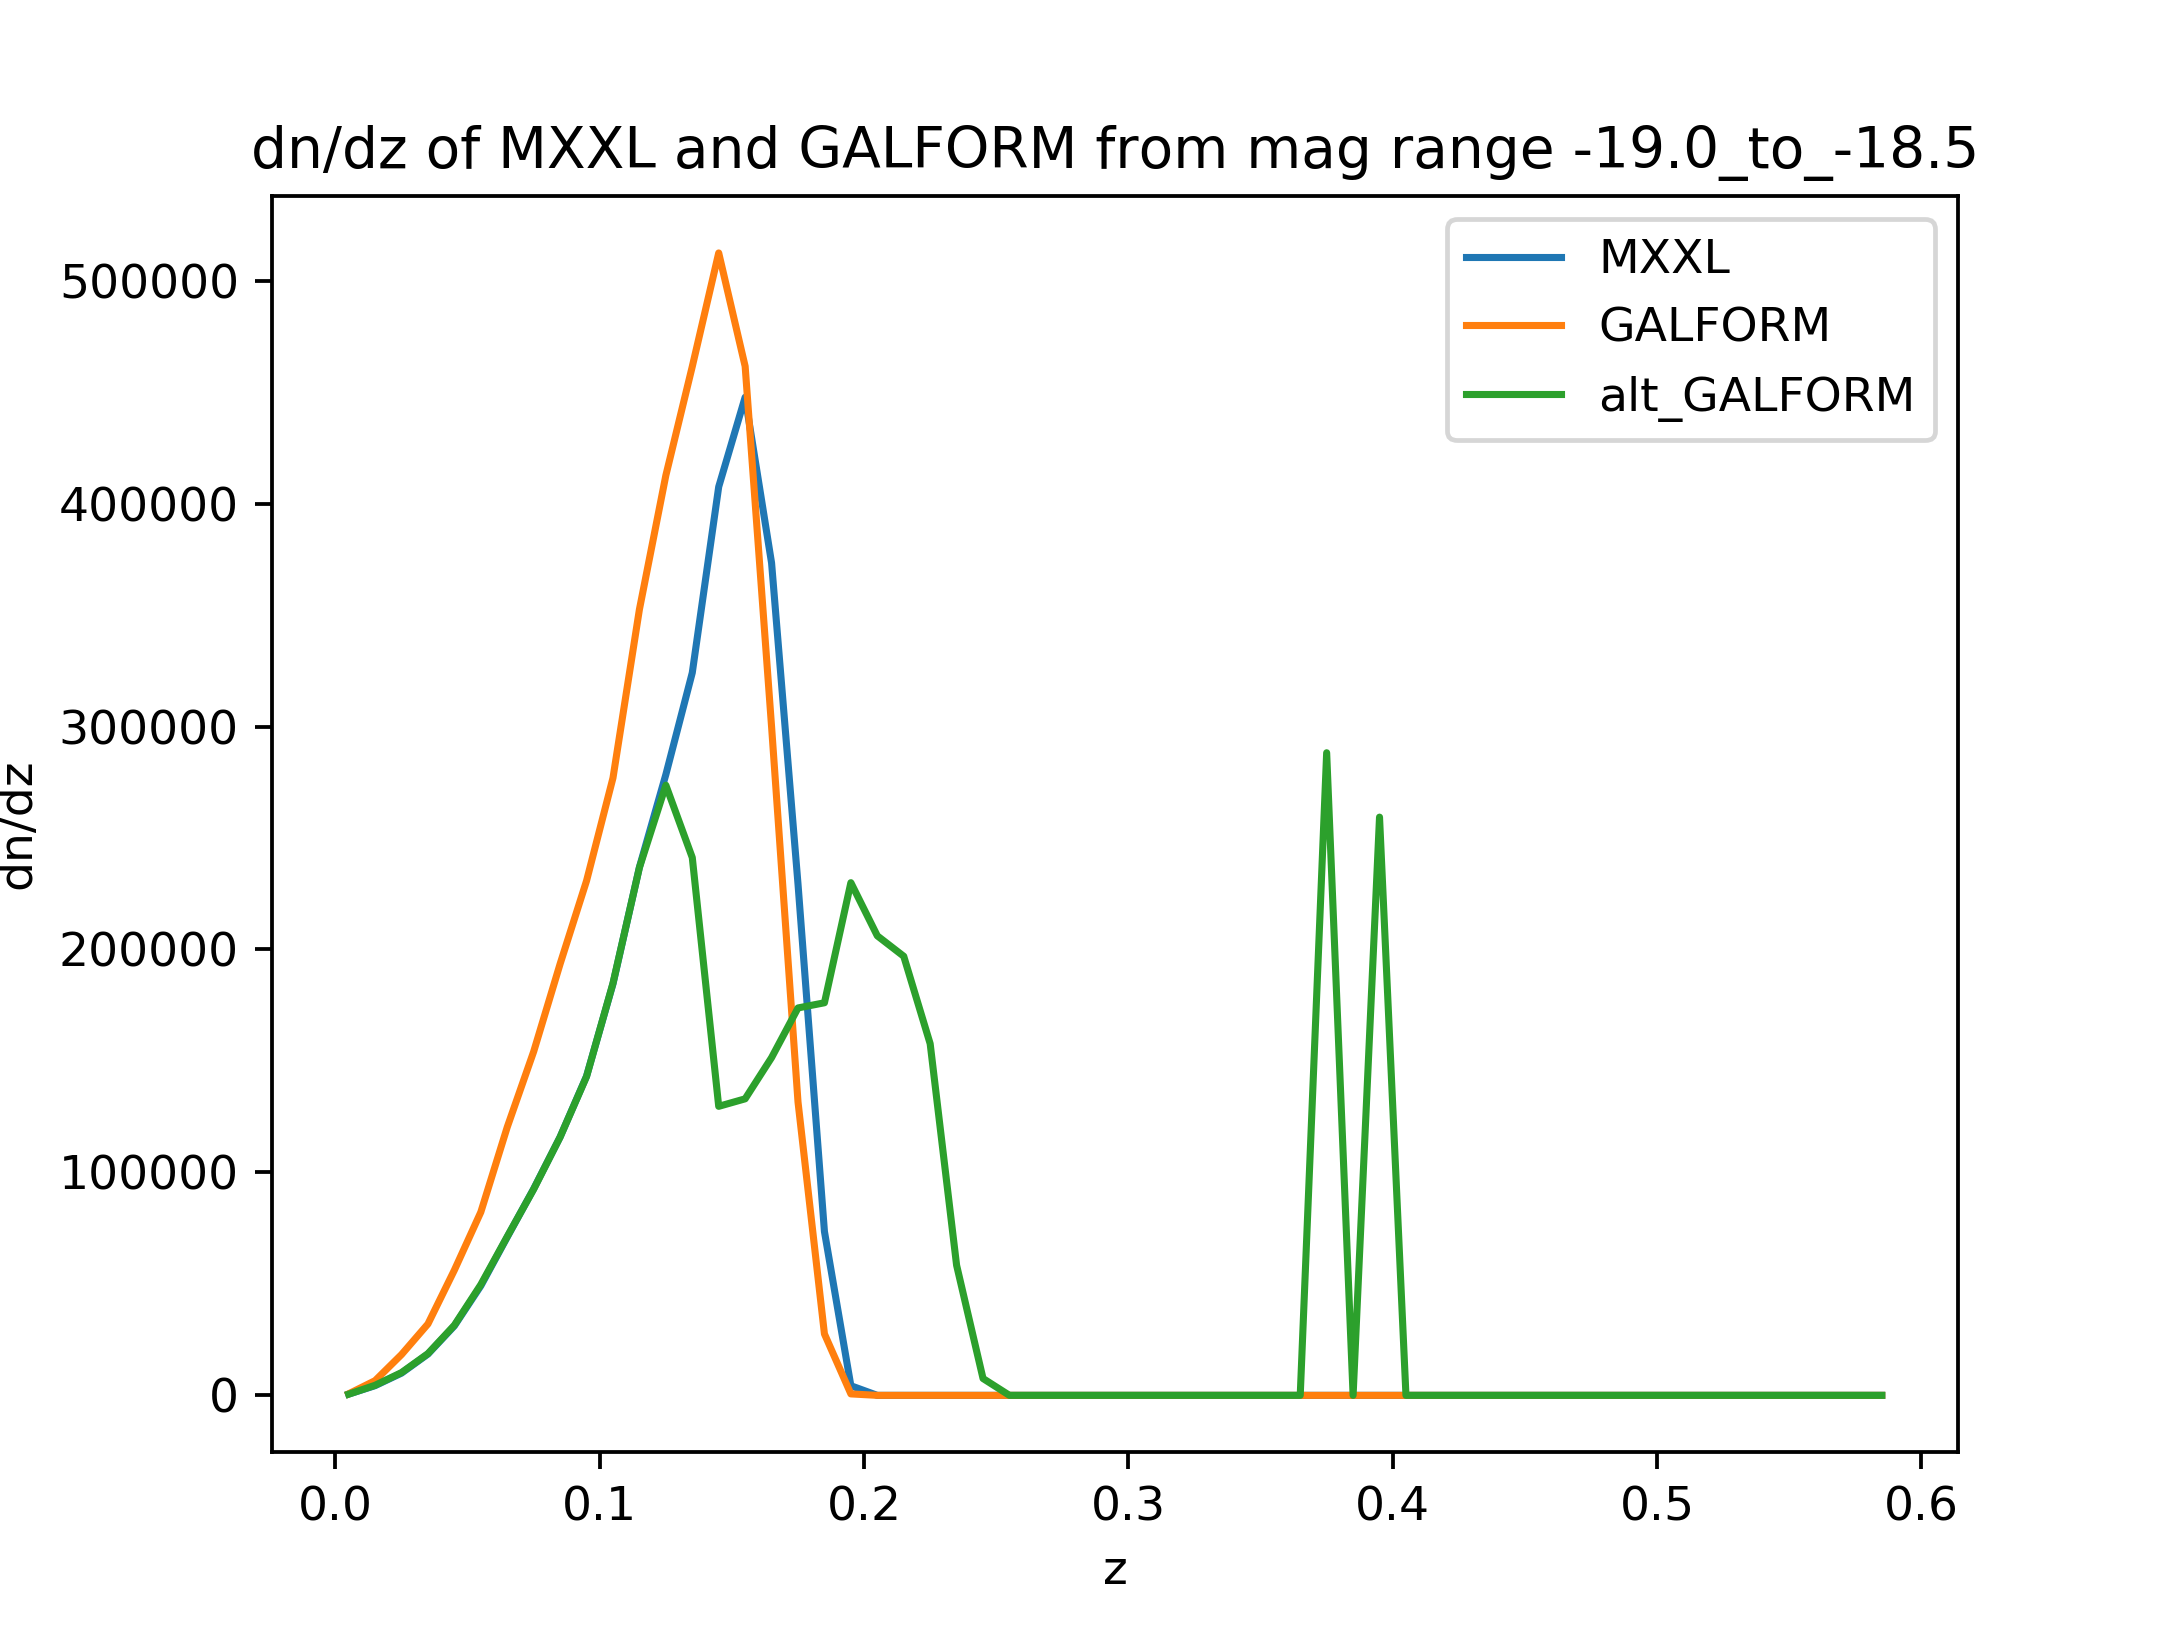 dn/dz of MXXL and GALFORM from mag range -19.0_to_-18.5
MXXL
GALFORM
alt_GALFORM
500000
400000
300000
200000
100000
0
dn/dz
0.0 0.1 0.2 0.3 0.4 0.5 0.6
z